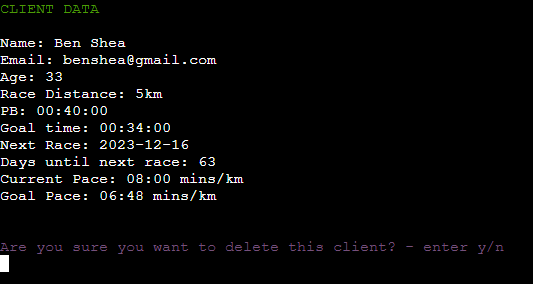 CLIENT DATA
Name: Ben Shea
Email: benshea@gmail.com
Age: 33
Race Distance: 5km
PB: 00:40:00
Goal time: 00:34:00
Next Race: 2023-12-16
Days until next race: 63
Current Pace: 08:00 mins/km
Goal Pace: 06:48 mins/km
Are you sure you want to delete this client? - enter y/n